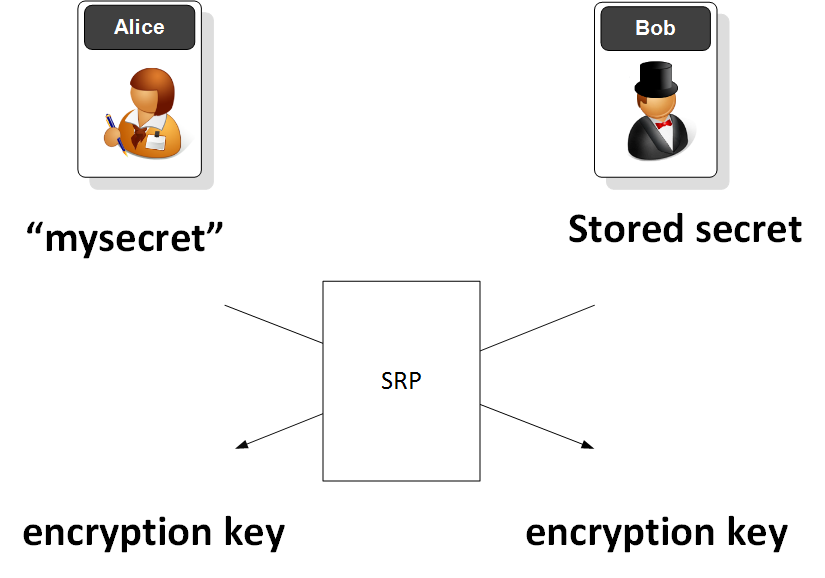 Alice
Bob
“mysecret”
Stored secret
SRP
encryption key
encryption key